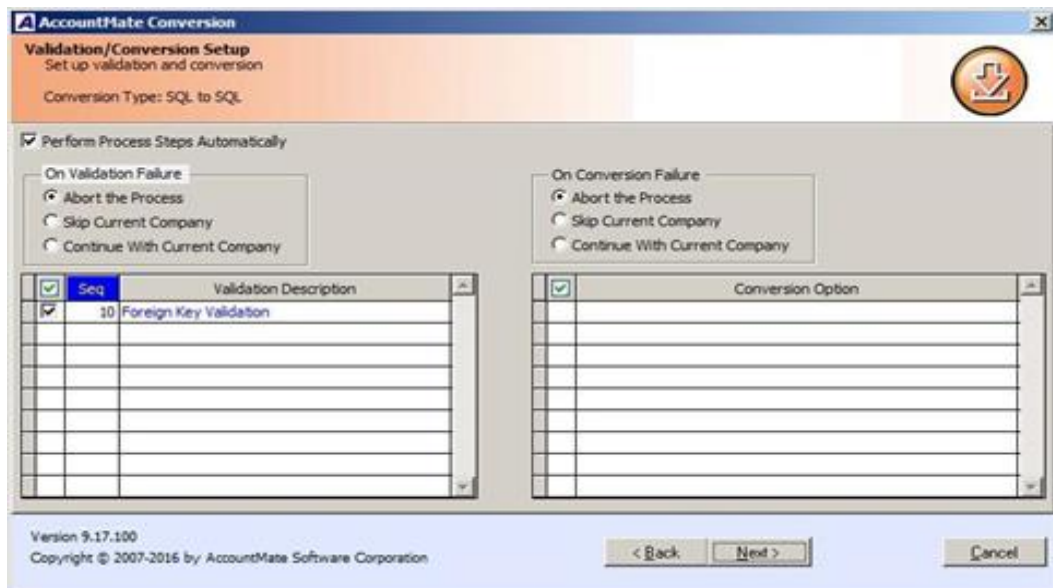 AccountMate Conversion
Validation/Conversion Setup
Set up validation and conversion
Conversion Type: SQL to SQL
Perform Process Steps Automatically
On Validation Failure
Abort the Process
Skip Current Company
Continue With Current Company
On Conversion Failure
Abort the Process
Skip Current Company
Continue With Current Company
Seq Validation Description
10 Foreign Key Validation
Conversion Option
Version 9.17.100
Copyright © 2007-2016 by AccountMate Software Corporation
< Back Next > Cancel